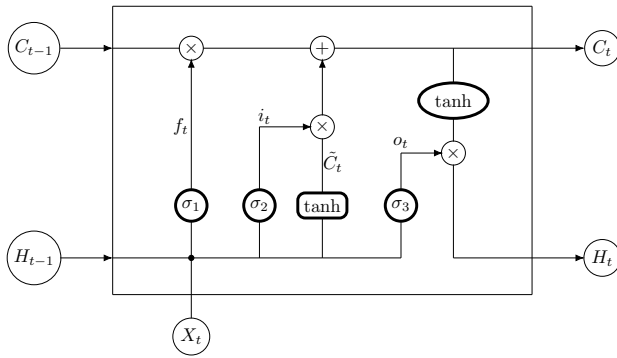 C_{t−1} × + C_t
tanh
f_t i_t × o_t ×
C̃_t
σ_1 σ_2 tanh σ_3
H_{t−1} H_t
X_t